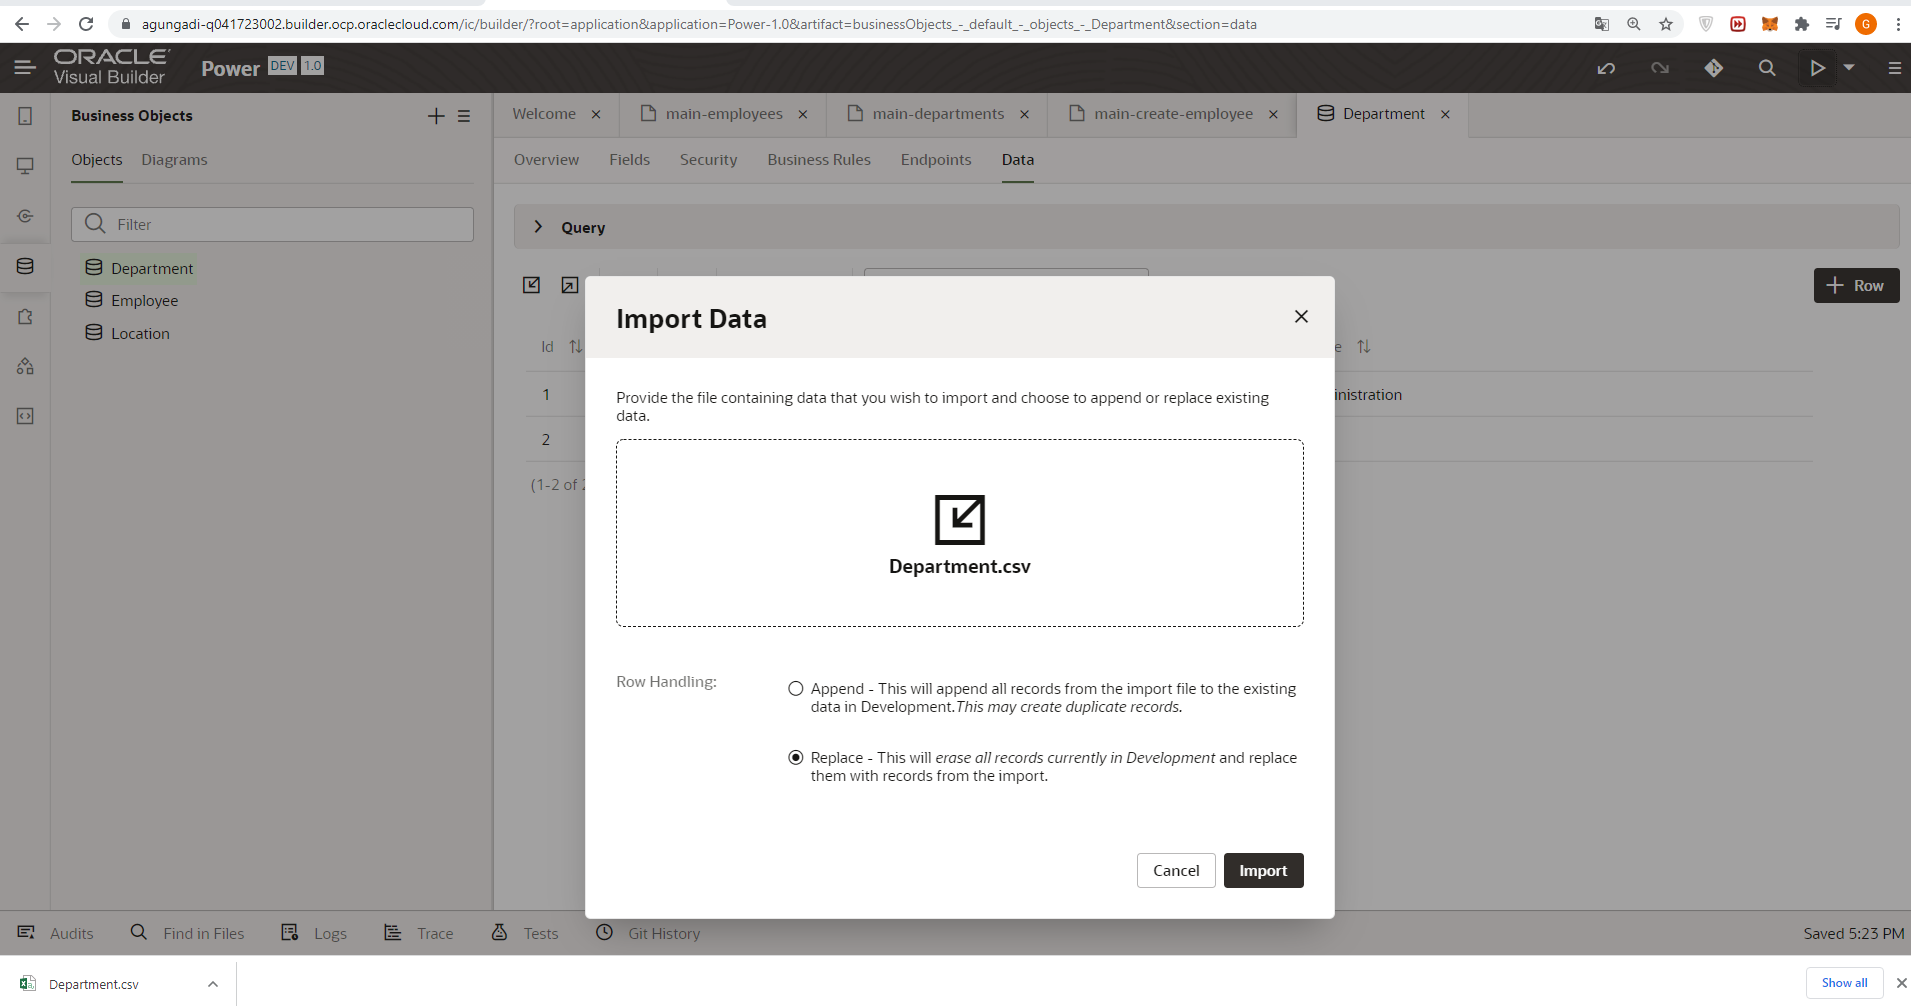 agungadi-q041723002.builder.ocp.oraclecloud.com/ic/builder/?root=application&application=Power-1.0&artifact=businessObjects_-_default_-_objects_-_Department&section=data
G
ORACLE
Visual Builder
Power DEV 1.0
Business Objects
Welcome
main-employees
main-departments
main-create-employee
Department
Objects Diagrams
Overview Fields Security Business Rules Endpoints Data
Filter
Query
Department
Employee
Location
Row
Import Data
Id
e
1
inistration
2
(1-2 of
Provide the file containing data that you wish to import and choose to append or replace existing
data.
Department.csv
Row Handling:
Append - This will append all records from the import file to the existing
data in Development.This may create duplicate records.
Replace - This will erase all records currently in Development and replace
them with records from the import.
Cancel Import
Audits Find in Files Logs Trace Tests Git History
Saved 5:23 PM
Department.csv
Show all